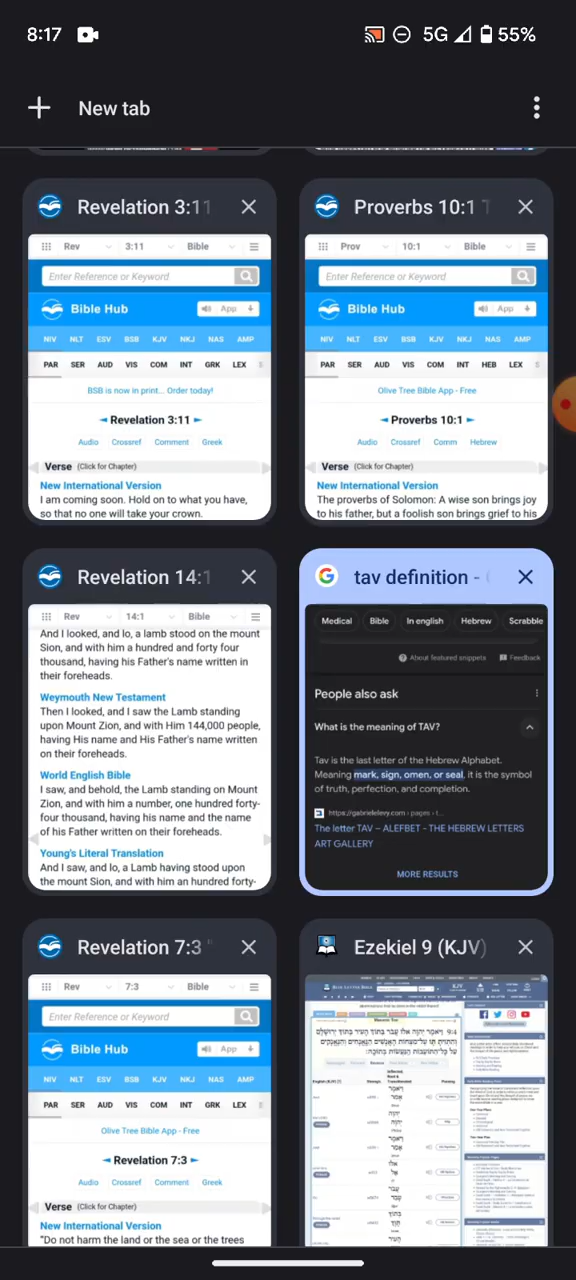 8:17 5G 55%
New tab
Revelation 3:11
Rev 3:11 Bible
Enter Reference or Keyword
Bible Hub App
NIV NLT ESV BSB KJV NKJ NAS AMP
PAR SER AUD VIS COM INT GRK LEX
BSB is now in print... Order today!
Revelation 3:11
Audio Crossref Comment Greek
Verse (Click for Chapter)
New International Version
I am coming soon. Hold on to what you have,
so that no one will take your crown.
Proverbs 10:1
Prov 10:1 Bible
Enter Reference or Keyword
Bible Hub App
NIV NLT ESV BSB KJV NKJ NAS AMP
PAR SER AUD VIS COM INT HEB LEX
Olive Tree Bible App - Free
Proverbs 10:1
Audio Crossref Comm Hebrew
Verse (Click for Chapter)
New International Version
The proverbs of Solomon: A wise son brings joy
to his father, but a foolish son brings grief to his
Revelation 14:1
Rev 14:1 Bible
And I looked, and lo, a lamb stood on the mount
Sion, and with him a hundred and forty four
thousand, having his Father's name written in
their foreheads.
Weymouth New Testament
Then I looked, and I saw the Lamb standing
upon Mount Zion, and with Him 144,000 people,
having His Name and His Father's name written
on their foreheads.
World English Bible
I saw, and behold, the Lamb standing on Mount
Zion, and with him a number, one hundred forty-
four thousand, having his name and the name
of his Father written on their foreheads.
Young's Literal Translation
And I saw, and lo, a Lamb having stood upon
the mount Sion, and with him an hundred forty-
tav definition -
Medical Bible In english Hebrew Scrabble
About featured snippets Feedback
People also ask
What is the meaning of TAV?
Tav is the last letter of the Hebrew Alphabet.
Meaning mark, sign, omen, or seal, it is the symbol
of truth, perfection, and completion.
https://gabrielelevy.com › pages › t...
The letter TAV – ALEFBET - THE HEBREW LETTERS
ART GALLERY
MORE RESULTS
Revelation 7:3
Rev 7:3 Bible
Enter Reference or Keyword
Bible Hub App
NIV NLT ESV BSB KJV NKJ NAS AMP
PAR SER AUD VIS COM INT GRK LEX
Olive Tree Bible App - Free
Revelation 7:3
Audio Crossref Comment Greek
Verse (Click for Chapter)
New International Version
"Do not harm the land or the sea or the trees
Ezekiel 9 (KJV)